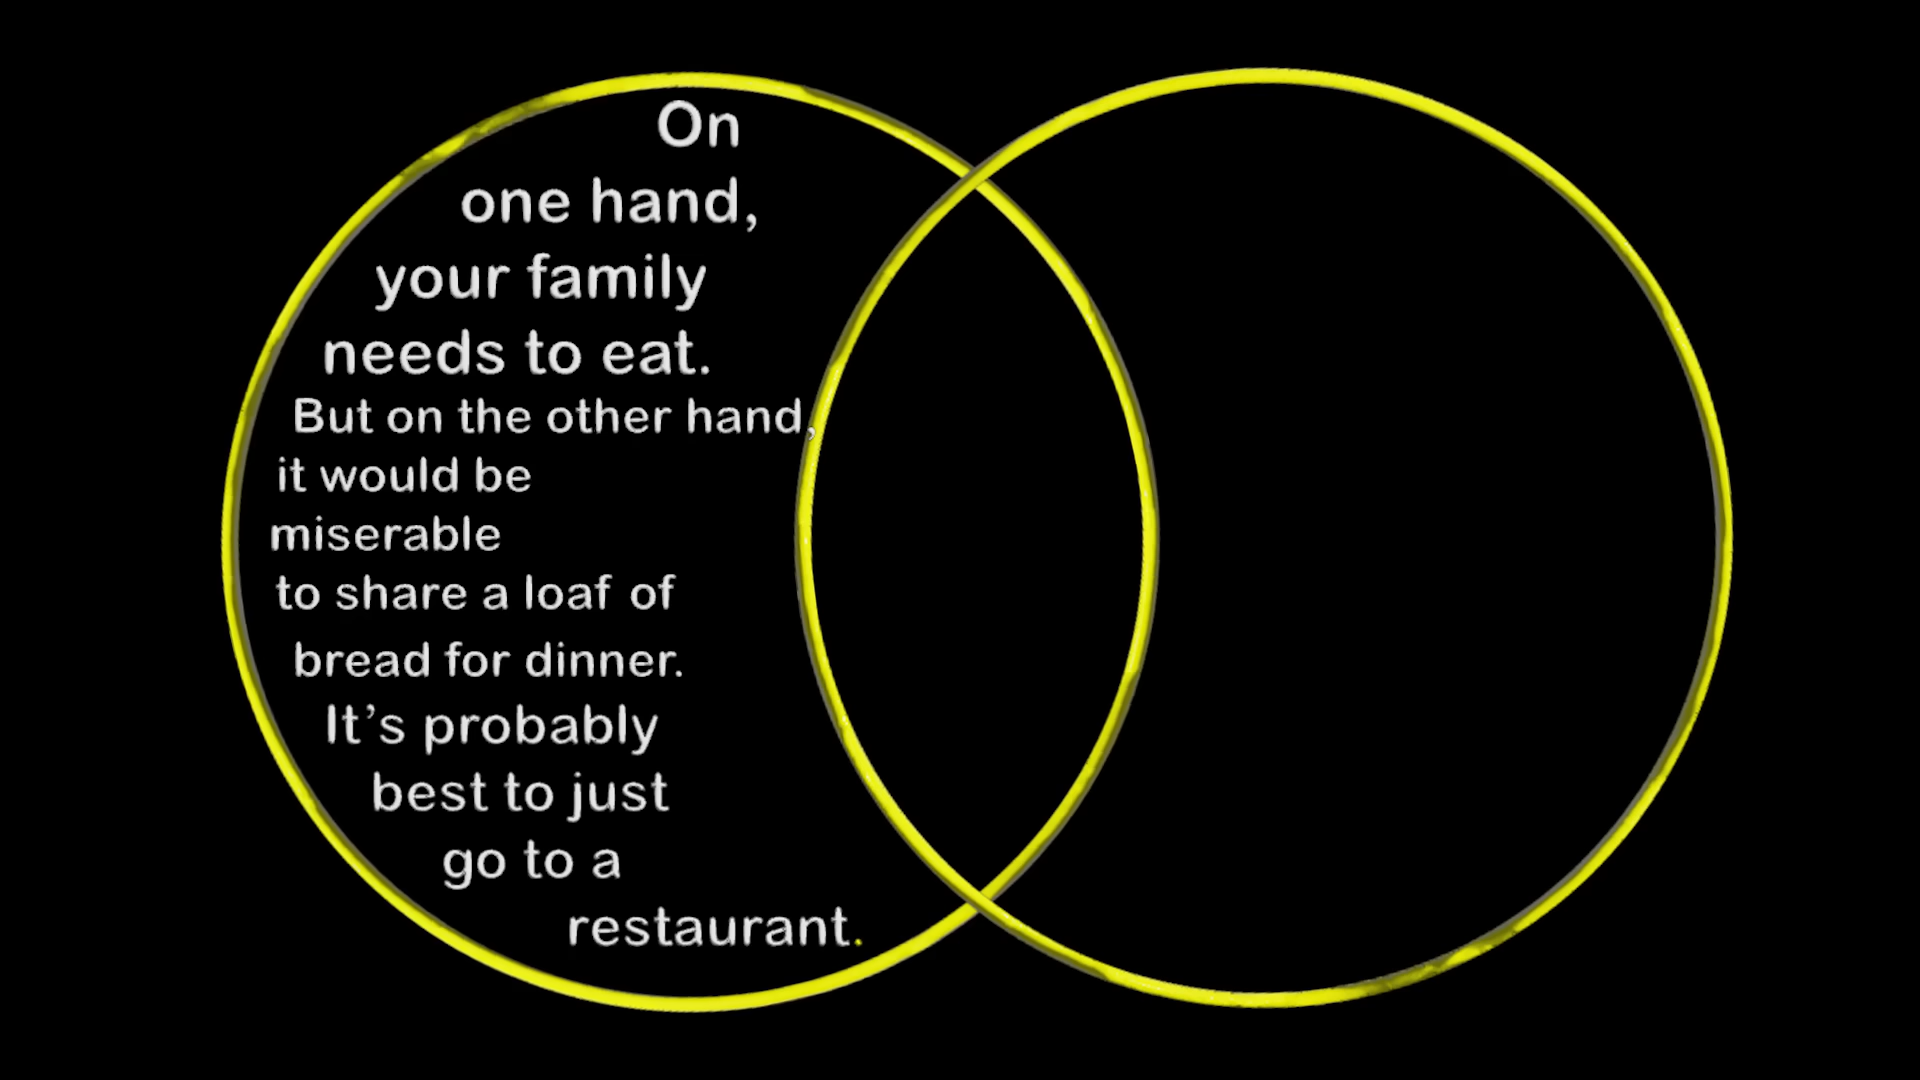 On
one hand,
your family
needs to eat.
But on the other hand,
it would be
miserable
to share a loaf of
bread for dinner.
It’s probably
best to just
go to a
restaurant.